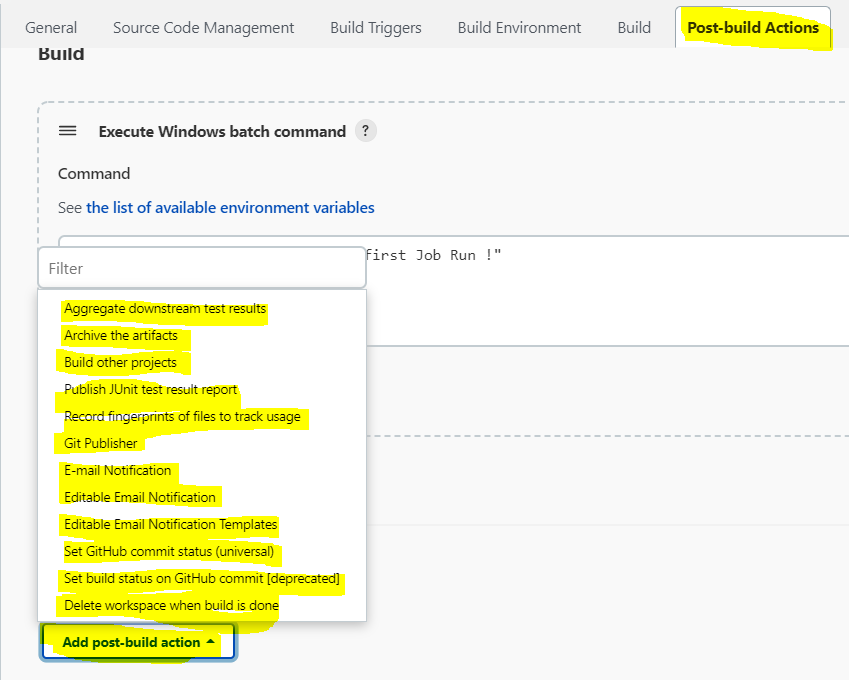 General Source Code Management Build Triggers Build Environment Build Post-build Actions
Build
Execute Windows batch command ?
Command
See the list of available environment variables
first Job Run !"
Filter
Aggregate downstream test results
Archive the artifacts
Build other projects
Publish JUnit test result report
Record fingerprints of files to track usage
Git Publisher
E-mail Notification
Editable Email Notification
Editable Email Notification Templates
Set GitHub commit status (universal)
Set build status on GitHub commit [deprecated]
Delete workspace when build is done
Add post-build action